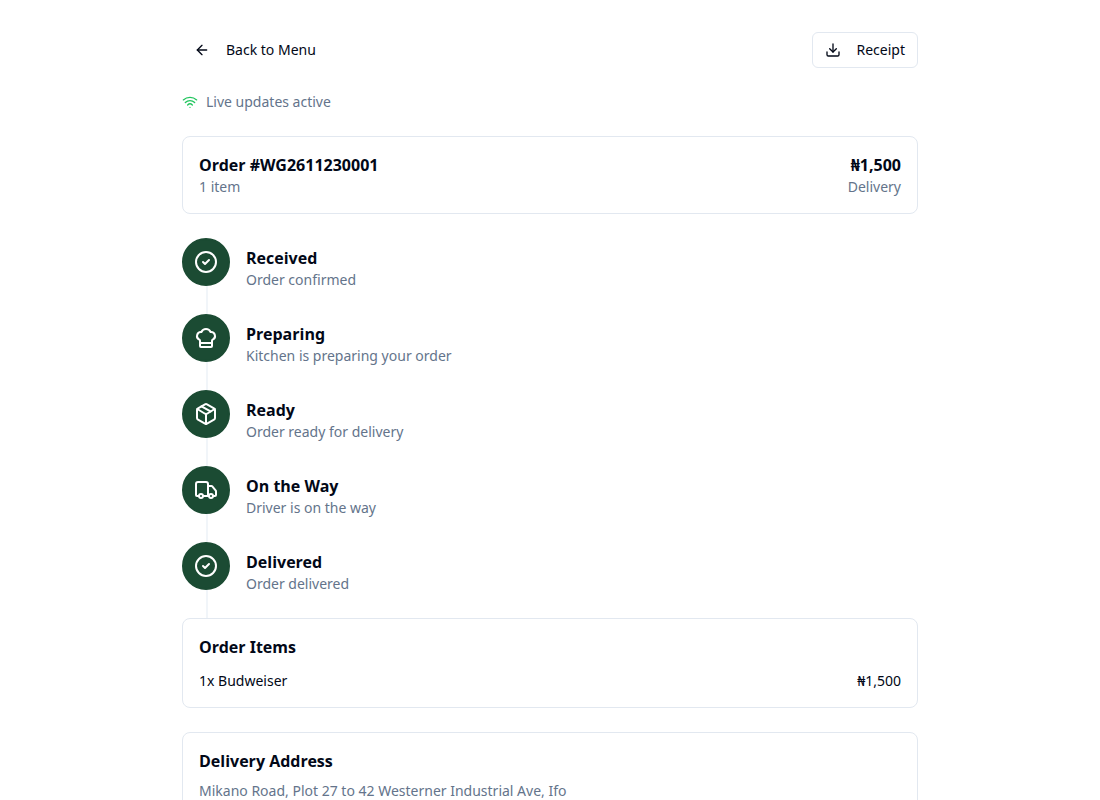 Back to Menu
Receipt
Live updates active
Order #WG2611230001
₦1,500
1 item
Delivery
Received
Order confirmed
Preparing
Kitchen is preparing your order
Ready
Order ready for delivery
On the Way
Driver is on the way
Delivered
Order delivered
Order Items
1x Budweiser
₦1,500
Delivery Address
Mikano Road, Plot 27 to 42 Westerner Industrial Ave, Ifo